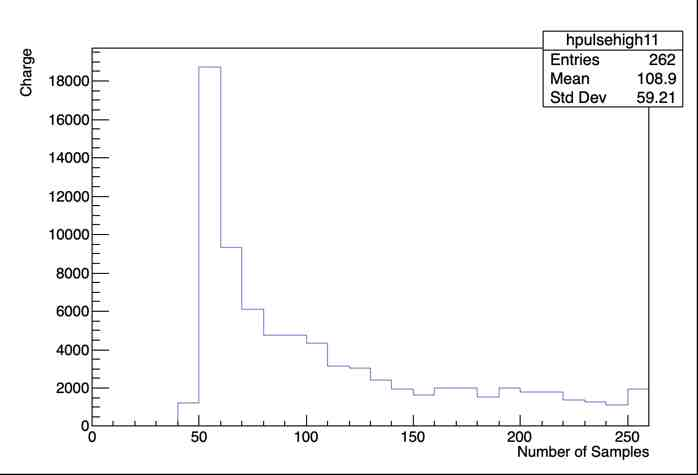 hpulsehigh11
Entries 262
Mean 108.9
Std Dev 59.21
Charge
18000
16000
14000
12000
10000
8000
6000
4000
2000
0
0 50 100 150 200 250
Number of Samples